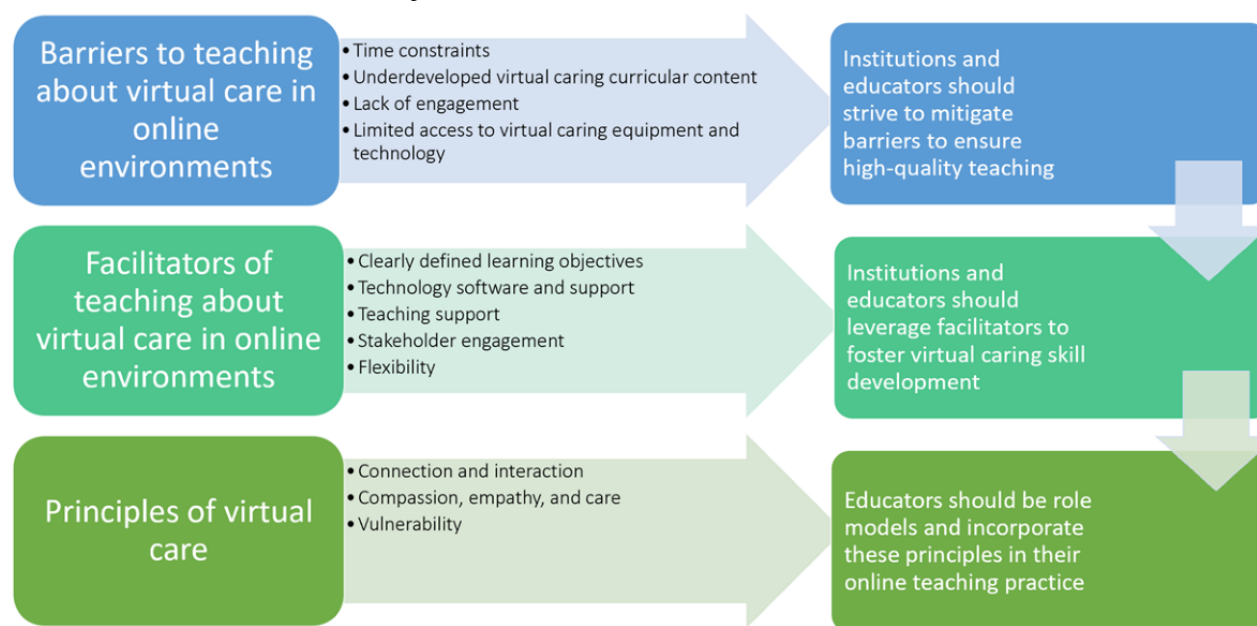 Barriers to teaching
about virtual care in
online
environments
•Time constraints
•Underdeveloped virtual caring curricular content
•Lack of engagement
•Limited access to virtual caring equipment and
technology
Institutions and
educators should
strive to mitigate
barriers to ensure
high-quality teaching
Facilitators of
teaching about
virtual care in online
environments
•Clearly defined learning objectives
•Technology software and support
•Teaching support
•Stakeholder engagement
•Flexibility
Institutions and
educators should
leverage facilitators to
foster virtual caring skill
development
Principles of virtual
care
•Connection and interaction
•Compassion, empathy, and care
•Vulnerability
Educators should be role
models and incorporate
these principles in their
online teaching practice